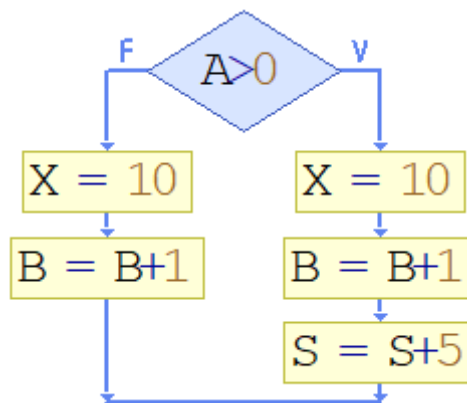 F
A>0
V
X = 10
X = 10
B = B+1
B = B+1
S = S+5